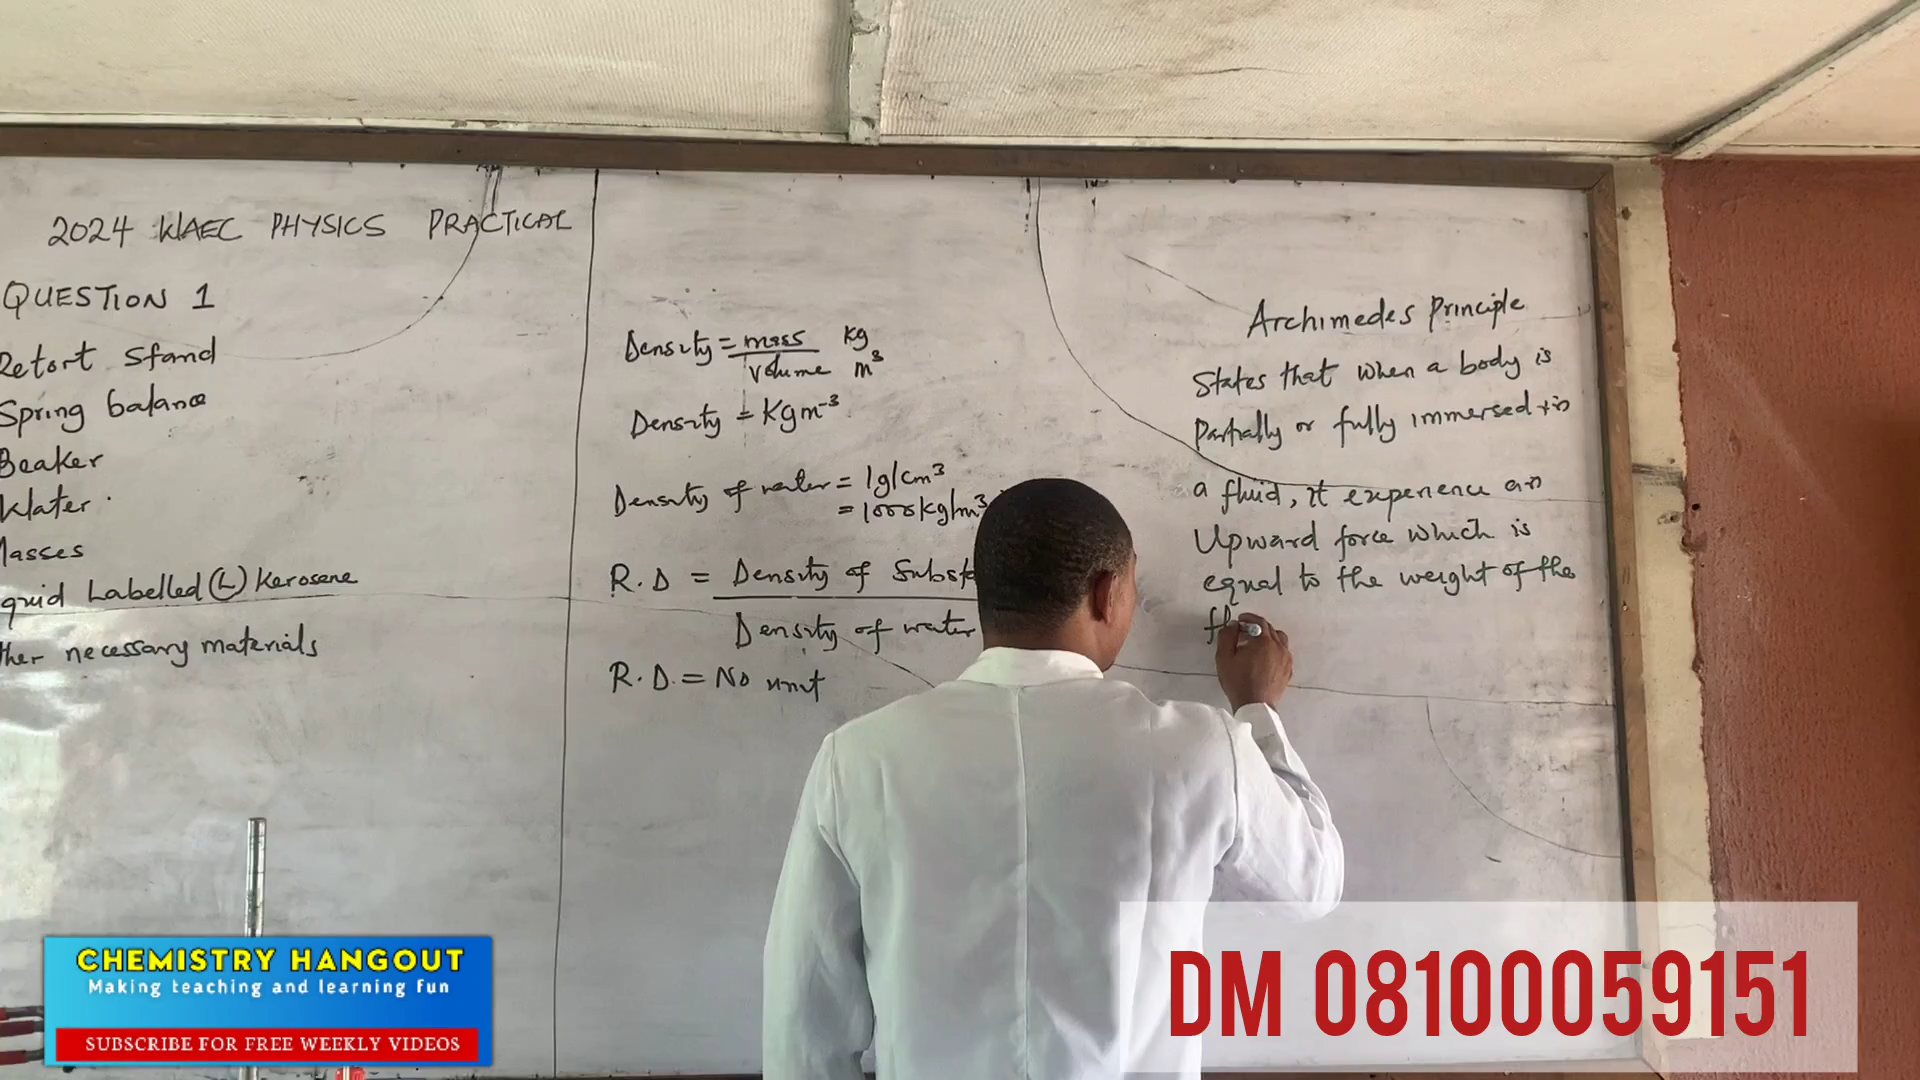 2024 WAEC PHYSICS PRACTICAL
QUESTION 1
Retort Stand
Spring balance
Beaker
Water
Masses
quid Labelled (L) Kerosene
ther necessary materials
Density = mass kg
volume m³
Density = Kgm⁻³
Density of water = 1g/cm³
= 1000kg/m³
R.D = Density of Subst
Density of water
R.D. = No unit
Archimedes Principle
States that when a body is
Partially or fully immersed in
a fluid, it experience an
Upward force which is
equal to the weight of the
fl
CHEMISTRY HANGOUT
Making teaching and learning fun
SUBSCRIBE FOR FREE WEEKLY VIDEOS
DM 08100059151